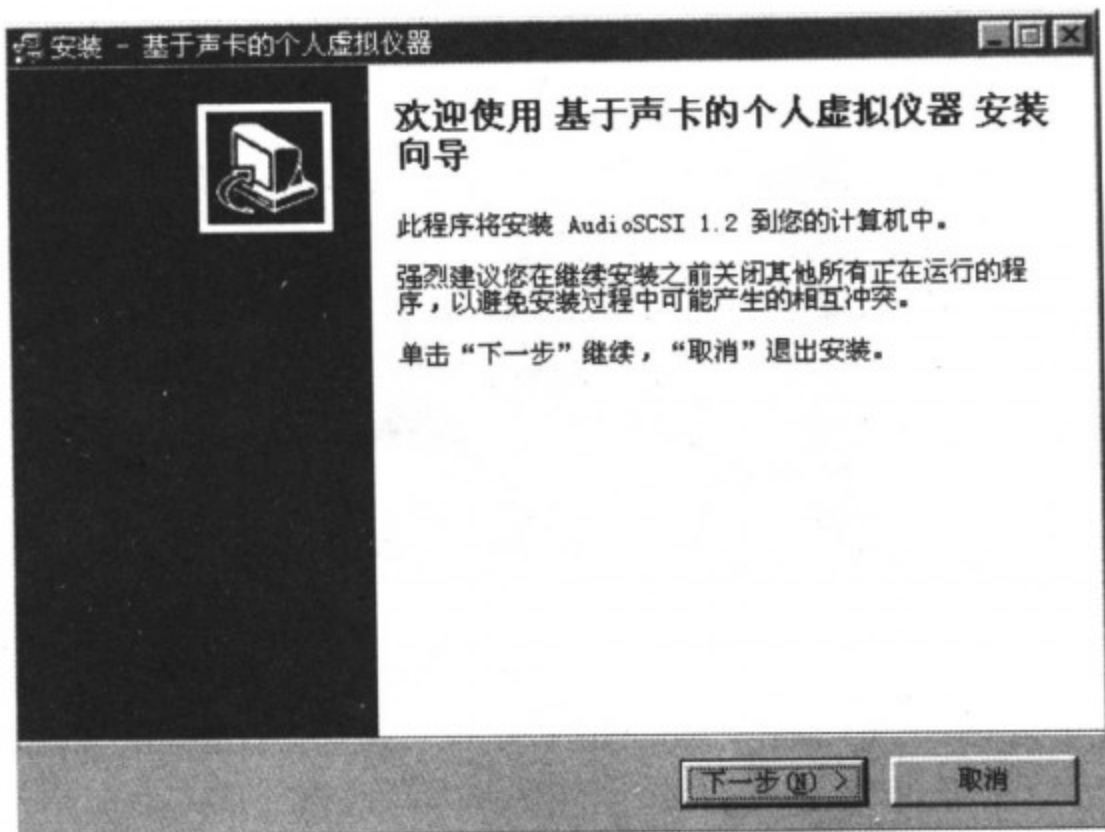 安装 - 基于声卡的个人虚拟仪器
欢迎使用 基于声卡的个人虚拟仪器 安装
向导
此程序将安装 AudioSCSI 1.2 到您的计算机中。
强烈建议您在继续安装之前关闭其他所有正在运行的程
序，以避免安装过程中可能产生的相互冲突。
单击“下一步”继续，“取消”退出安装。
下一步(N) >
取消